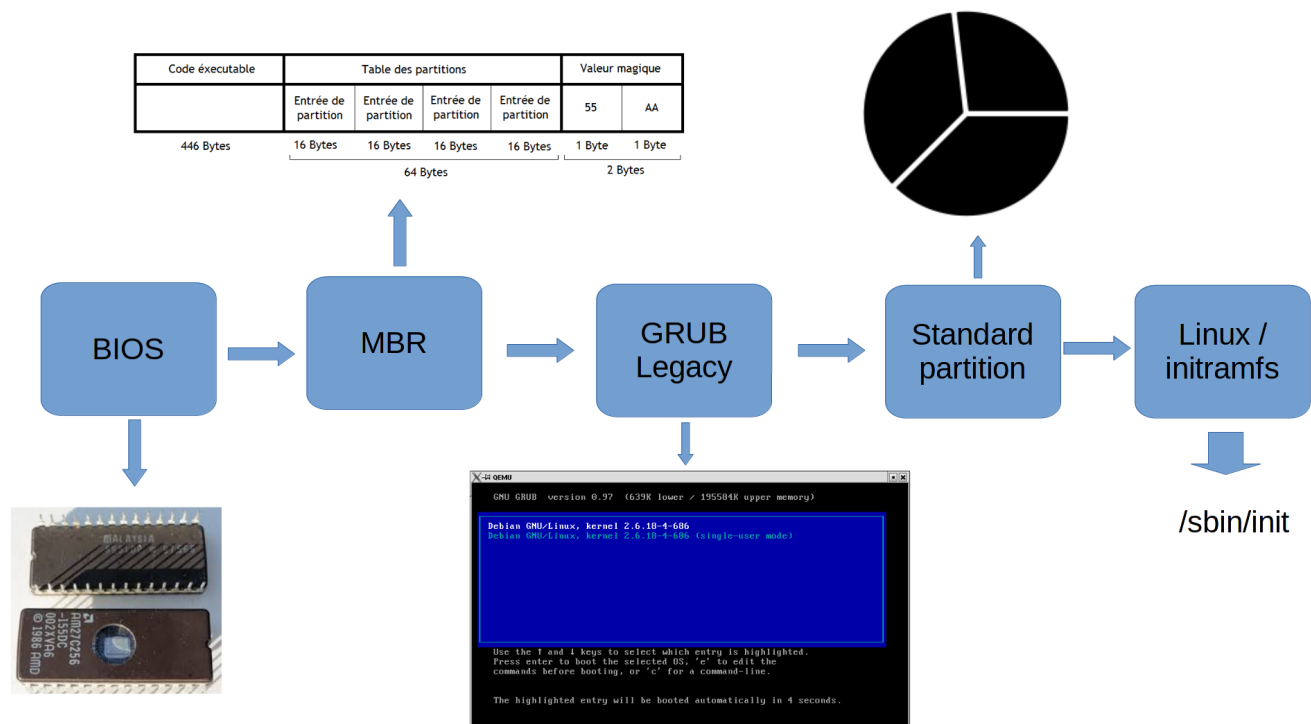 Code éxecutable
Table des partitions
Valeur magique
Entrée de
partition
Entrée de
partition
Entrée de
partition
Entrée de
partition
55
AA
446 Bytes
16 Bytes
16 Bytes
16 Bytes
16 Bytes
1 Byte
1 Byte
64 Bytes
2 Bytes
BIOS
MBR
GRUB
Legacy
Standard
partition
Linux /
initramfs
/sbin/init
MALAYSIA
AM27C256
-155DC
002XVA6
© 1986 AMD
QEMU
GNU GRUB version 0.97 (639K lower / 195584K upper memory)
Debian GNU/Linux, kernel 2.6.18-4-686
Debian GNU/Linux, kernel 2.6.18-4-686 (single-user mode)
Use the ↑ and ↓ keys to select which entry is highlighted.
Press enter to boot the selected OS, 'e' to edit the
commands before booting, or 'c' for a command-line.
The highlighted entry will be booted automatically in 4 seconds.